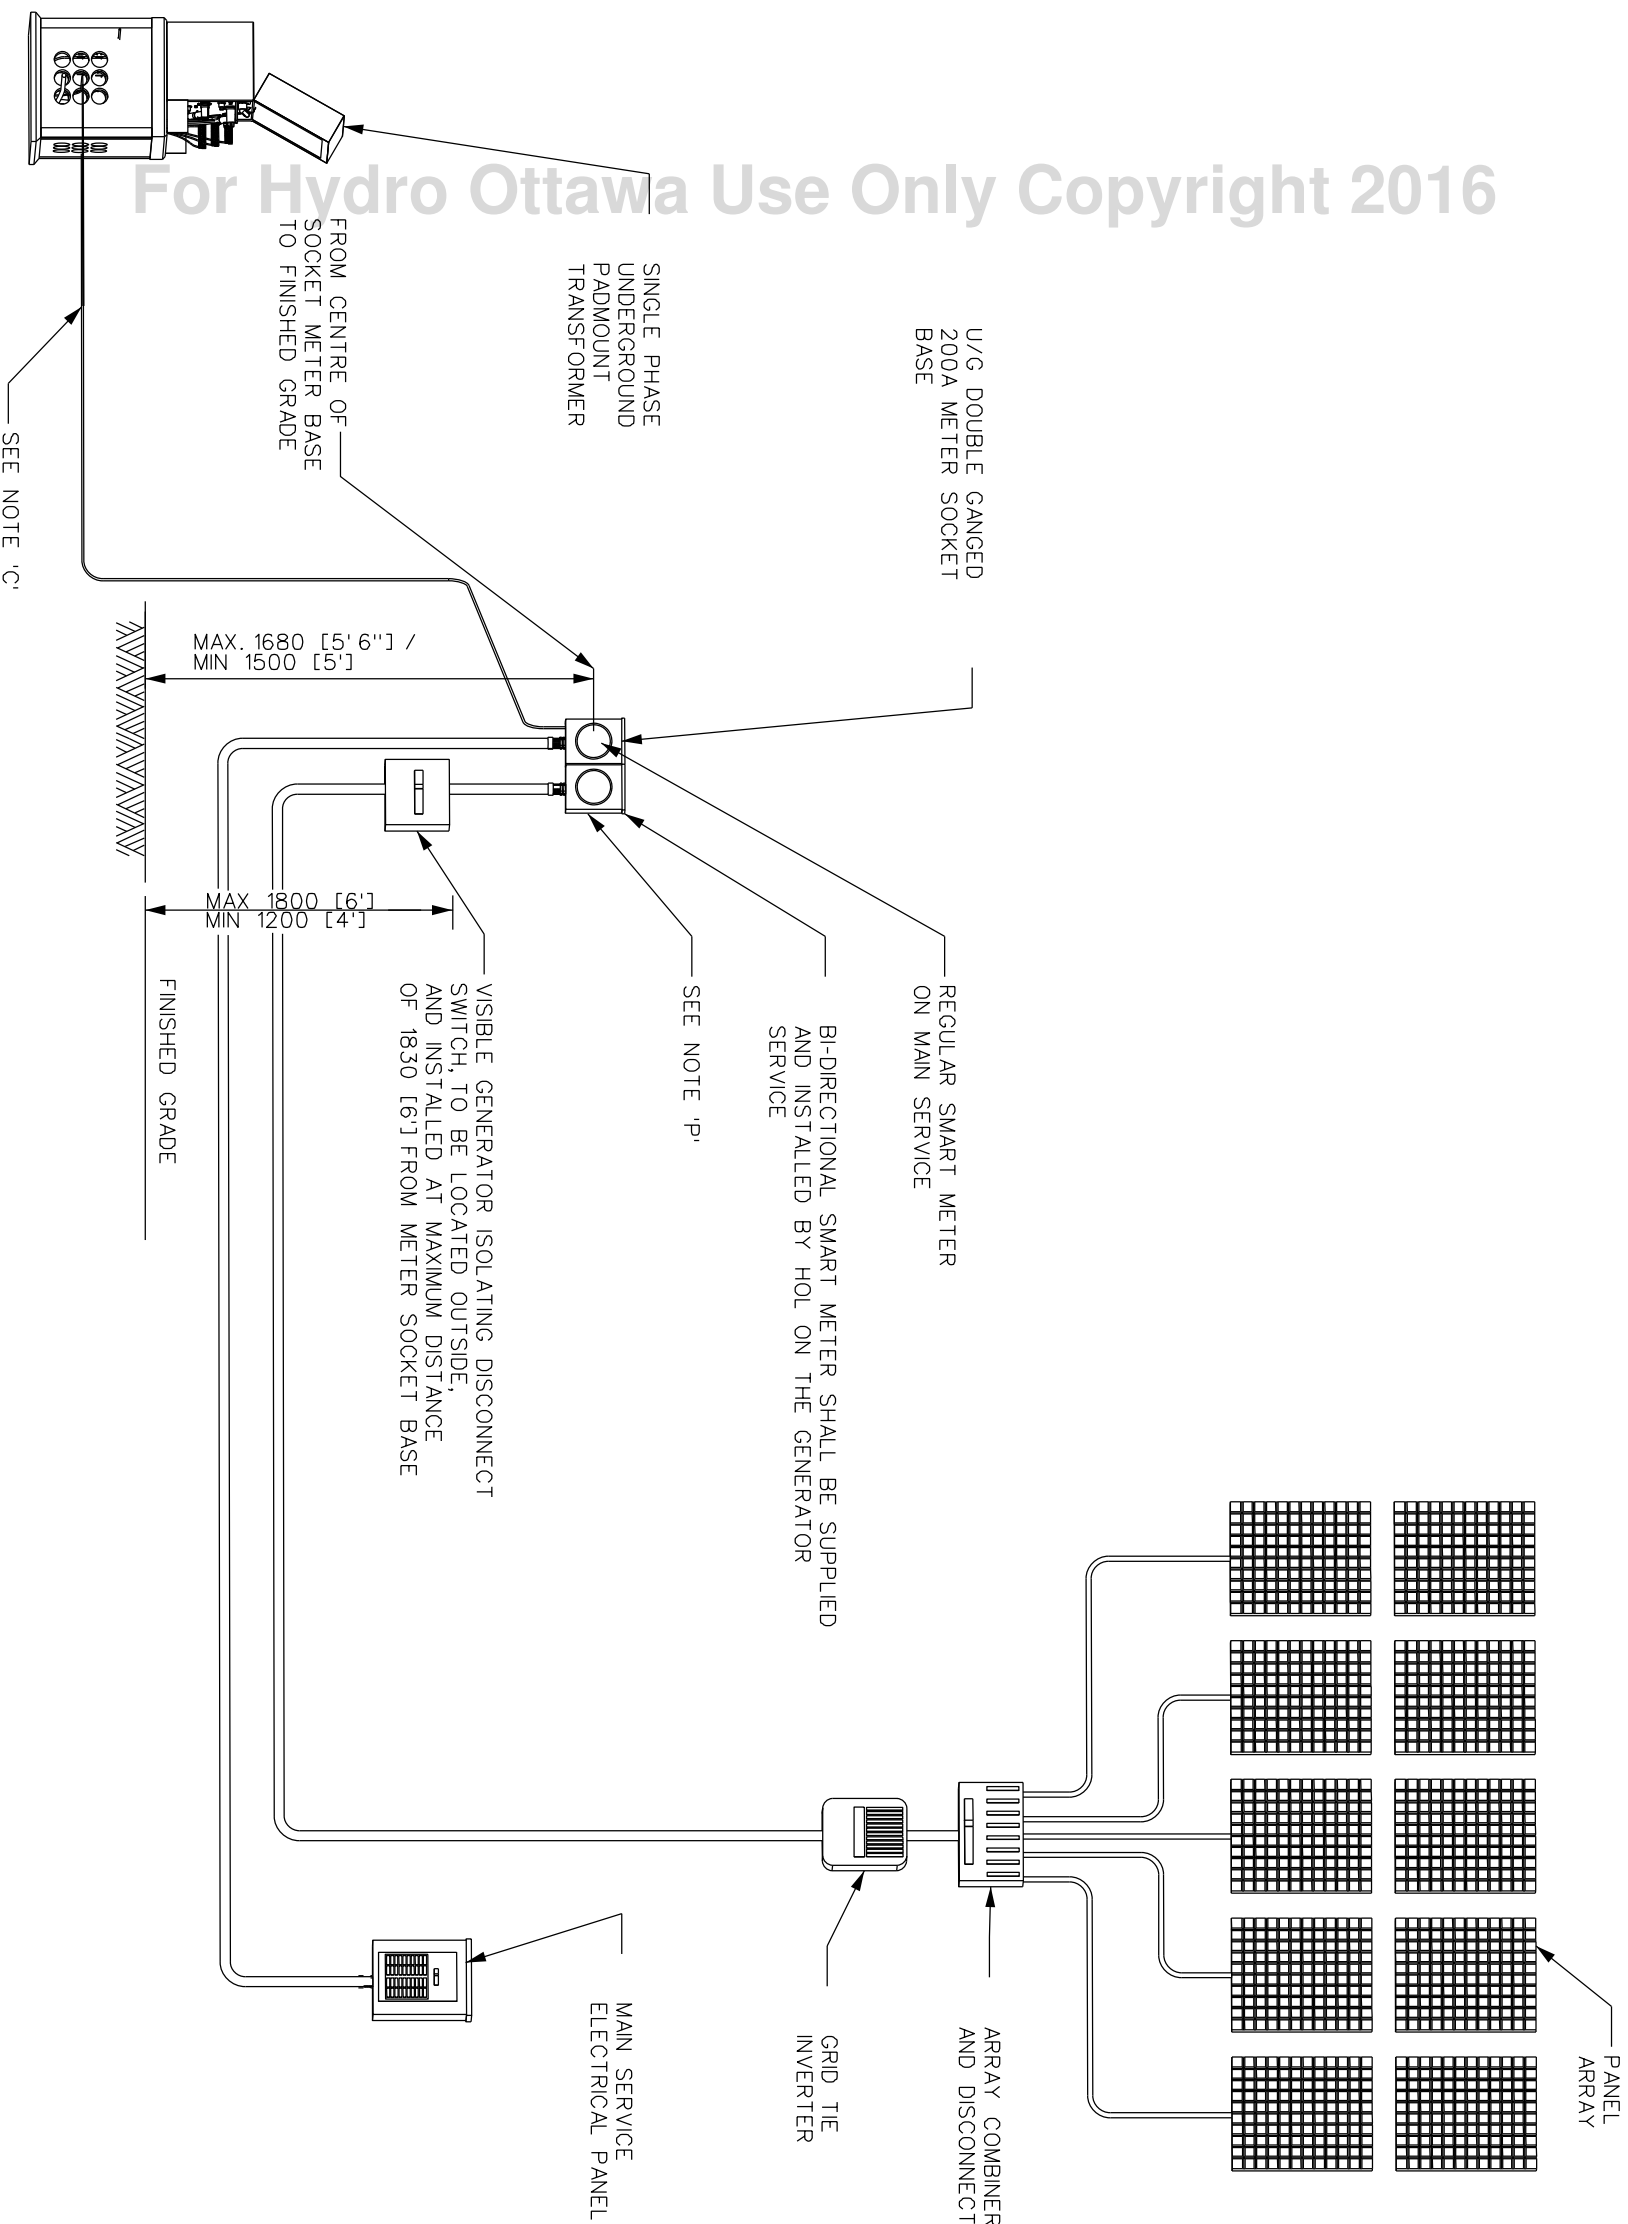 For Hydro Ottawa Use Only Copyright 2016
PANEL
ARRAY
U/G DOUBLE GANGED
200A METER SOCKET
BASE
REGULAR SMART METER
ON MAIN SERVICE
ARRAY COMBINER
AND DISCONNECT
BI-DIRECTIONAL SMART METER SHALL BE SUPPLIED
AND INSTALLED BY HOL ON THE GENERATOR
SERVICE
GRID TIE
INVERTER
SEE NOTE 'P'
SINGLE PHASE
UNDERGROUND
PADMOUNT
TRANSFORMER
MAIN SERVICE
ELECTRICAL PANEL
VISIBLE GENERATOR ISOLATING DISCONNECT
SWITCH, TO BE LOCATED OUTSIDE,
AND INSTALLED AT MAXIMUM DISTANCE
OF 1830 [6'] FROM METER SOCKET BASE
FROM CENTRE OF
SOCKET METER BASE
TO FINISHED GRADE
MAX. 1680 [5'6"] /
MIN 1500 [5']
MAX 1800 [6']
MIN 1200 [4']
FINISHED GRADE
SEE NOTE 'C'